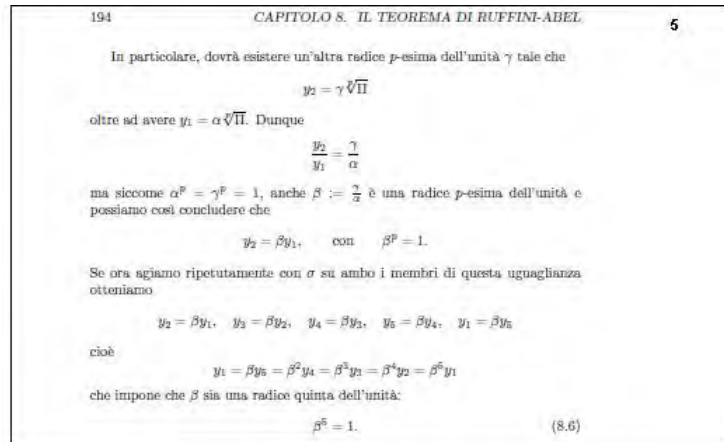 194 CAPITOLO 8. IL TEOREMA DI RUFFINI-ABEL
5
In particolare, dovrà esistere un'altra radice p-esima dell'unità γ tale che
y₂ = γ ᵖ√Π
oltre ad avere y₁ = α ᵖ√Π. Dunque
y₂/y₁ = γ/α
ma siccome αᵖ = γᵖ = 1, anche β := γ/α è una radice p-esima dell'unità e
possiamo così concludere che
y₂ = βy₁, con βᵖ = 1.
Se ora agiamo ripetutamente con σ su ambo i membri di questa uguaglianza
otteniamo
y₂ = βy₁, y₃ = βy₂, y₄ = βy₃, y₅ = βy₄, y₁ = βy₅
cioè
y₁ = βy₅ = β²y₄ = β³y₃ = β⁴y₂ = β⁵y₁
che impone che β sia una radice quinta dell'unità:
β⁵ = 1. (8.6)